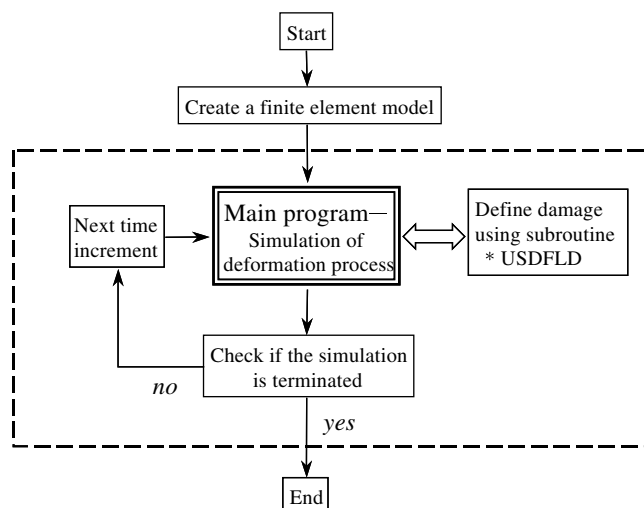 Start
Create a finite element model
Main program—
Simulation of
deformation process
Define damage
using subroutine
* USDFLD
Next time
increment
Check if the simulation
is terminated
no
yes
End